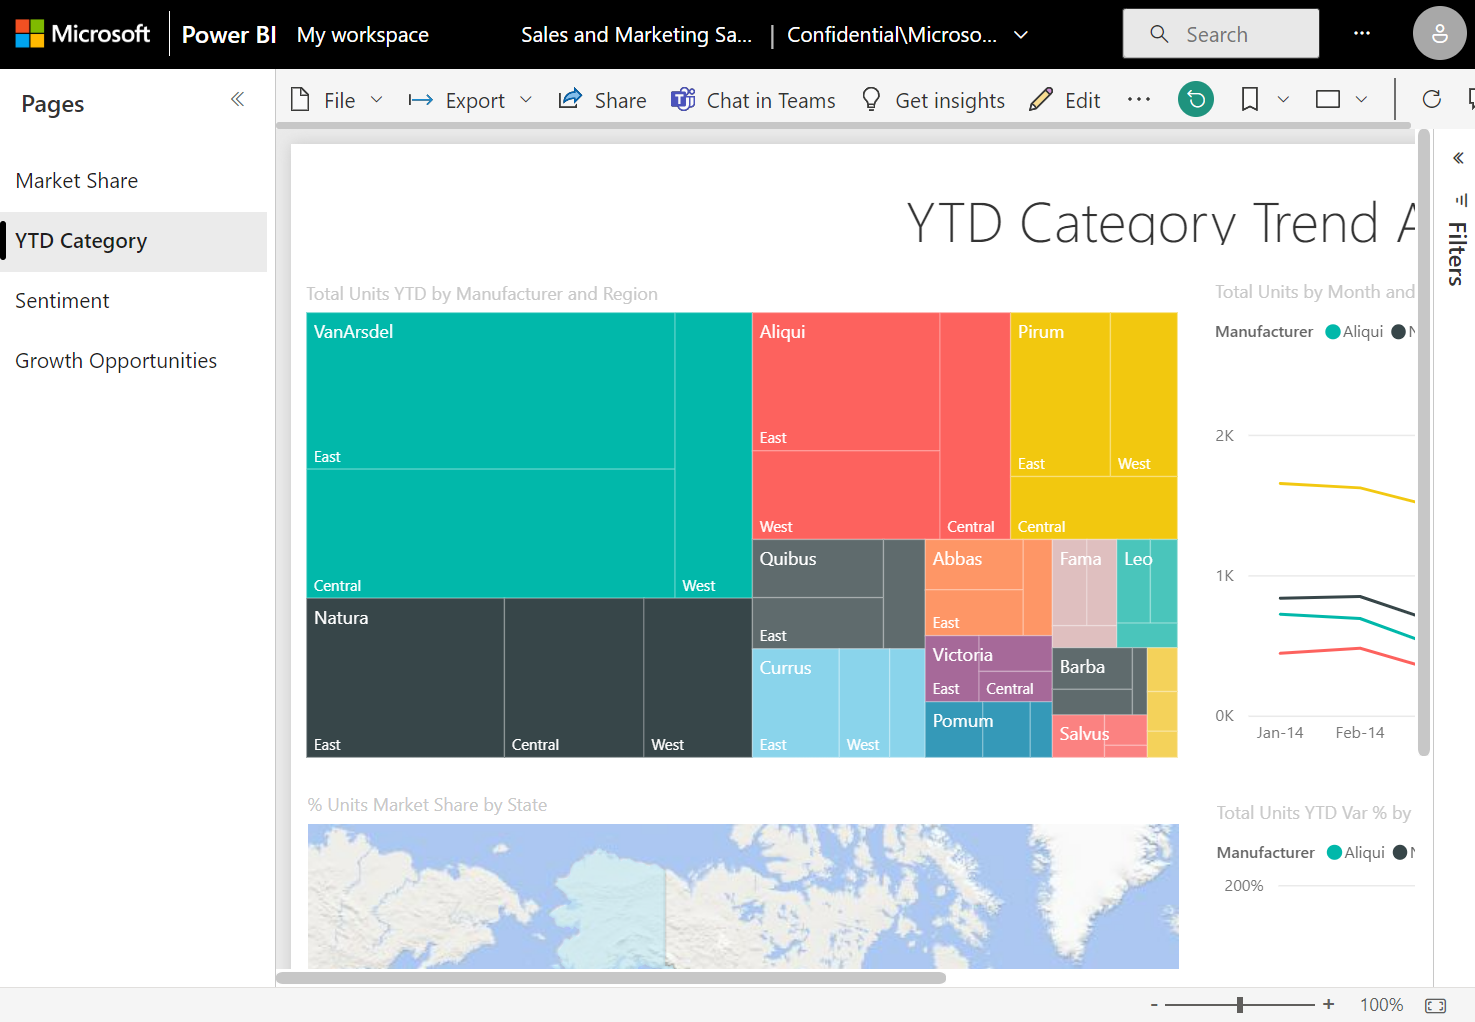 Microsoft Power BI My workspace Sales and Marketing Sa... | Confidential\Microso... Search ...
Pages
File Export Share Chat in Teams Get insights Edit ...
Market Share
YTD Category
Sentiment
Growth Opportunities
Filters
YTD Category Trend A
Total Units YTD by Manufacturer and Region
VanArsdel
East
Central
West
Aliqui
East
West
Central
Pirum
East
West
Central
Natura
East
Central
West
Quibus
East
Currus
East
West
Abbas
East
Victoria
East
Central
Pomum
Fama
Leo
Barba
Salvus
Total Units by Month and
Manufacturer Aliqui N
2K
1K
0K
Jan-14 Feb-14
% Units Market Share by State
Total Units YTD Var % by
Manufacturer Aliqui N
200%
- + 100%